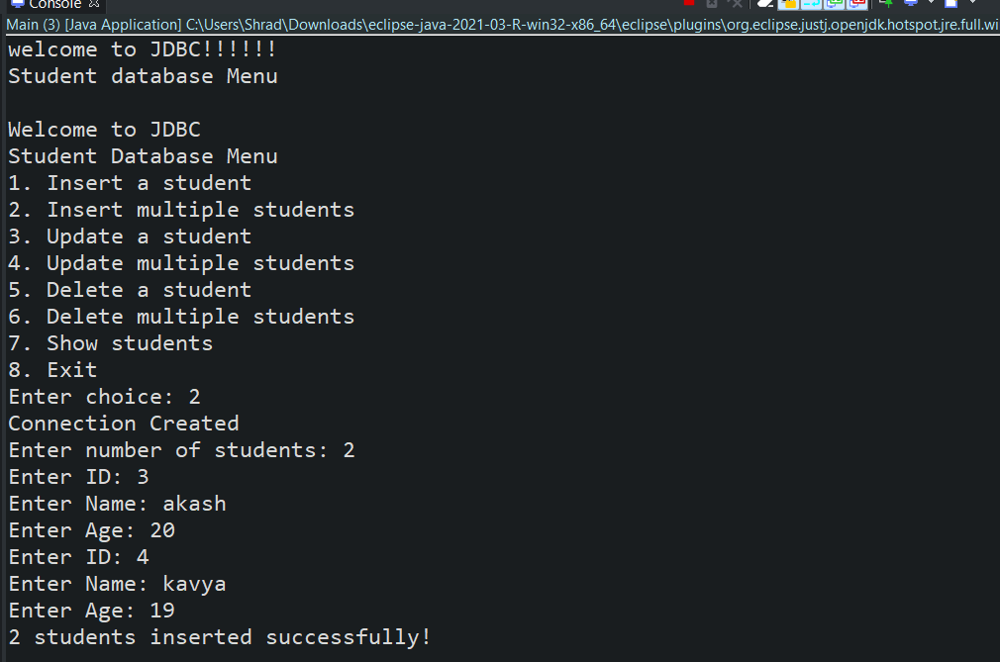 Console
Main (3) [Java Application] C:\Users\Shrad\Downloads\eclipse-java-2021-03-R-win32-x86_64\eclipse\plugins\org.eclipse.justj.openjdk.hotspot.jre.full.wi
welcome to JDBC!!!!!!
Student database Menu
Welcome to JDBC
Student Database Menu
1. Insert a student
2. Insert multiple students
3. Update a student
4. Update multiple students
5. Delete a student
6. Delete multiple students
7. Show students
8. Exit
Enter choice: 2
Connection Created
Enter number of students: 2
Enter ID: 3
Enter Name: akash
Enter Age: 20
Enter ID: 4
Enter Name: kavya
Enter Age: 19
2 students inserted successfully!